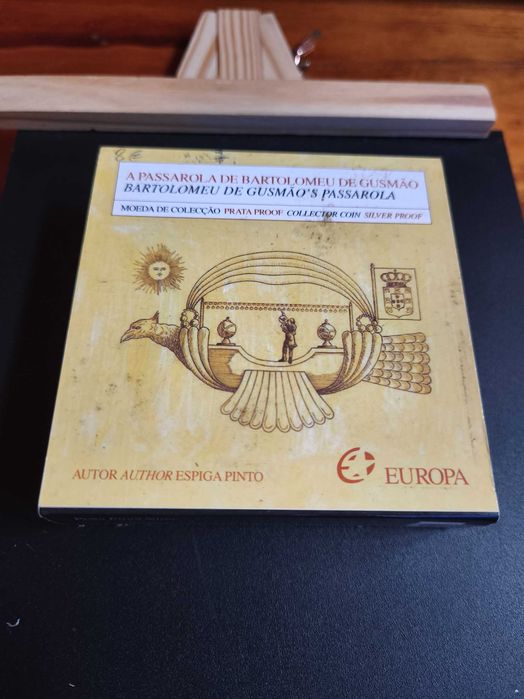 8€
A PASSAROLA DE BARTOLOMEU DE GUSMÃO
BARTOLOMEU DE GUSMÃO'S PASSAROLA
MOEDA DE COLECÇÃO PRATA PROOF COLLECTOR COIN SILVER PROOF
AUTOR AUTHOR ESPIGA PINTO
EUROPA